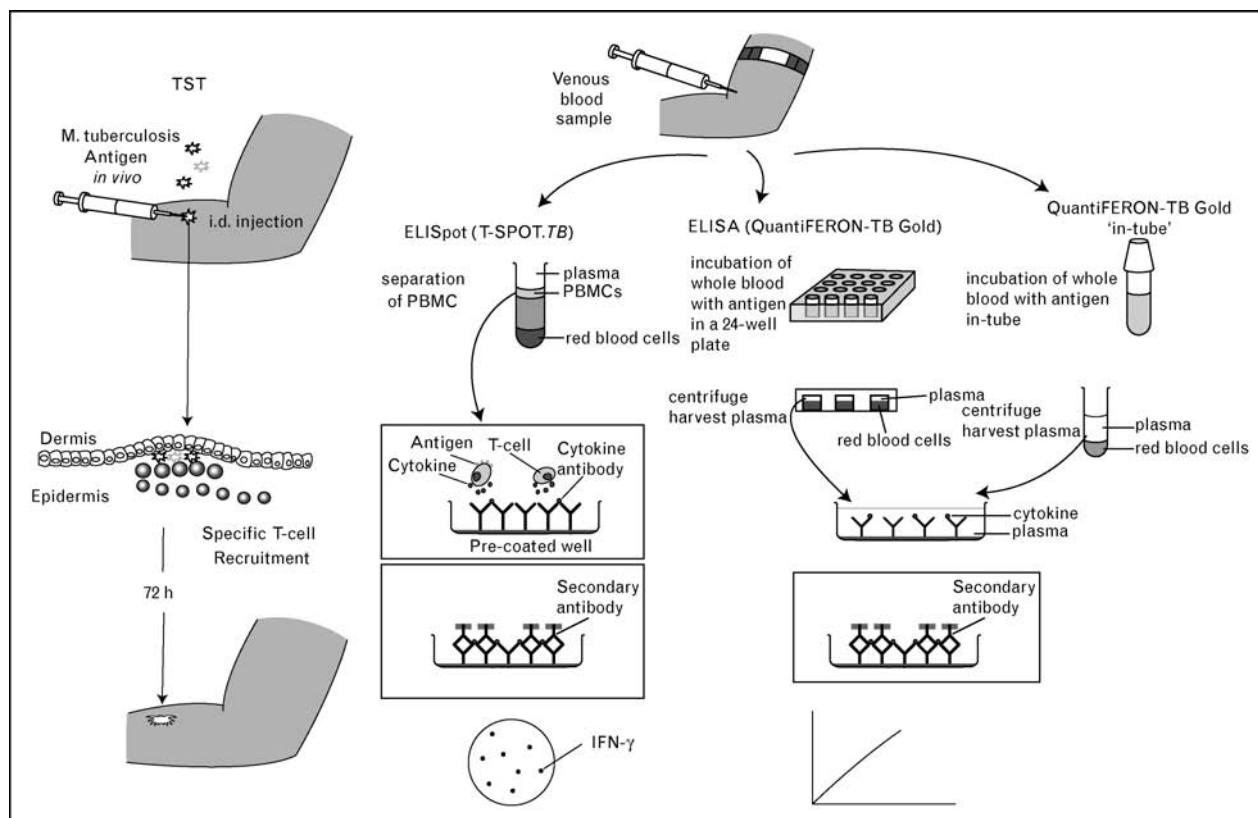 TST
M. tuberculosis
Antigen
in vivo
i.d. injection
Dermis
Epidermis
Specific T-cell
Recruitment
72 h
Venous
blood
sample
ELISpot (T-SPOT.TB)
separation
of PBMC
plasma
PBMCs
red blood cells
Antigen
Cytokine
T-cell
Cytokine
antibody
Pre-coated well
Secondary
antibody
IFN-γ
ELISA (QuantiFERON-TB Gold)
incubation of
whole blood
with antigen
in a 24-well
plate
centrifuge
harvest plasma
plasma
red blood cells
QuantiFERON-TB Gold
‘in-tube’
incubation of whole
blood with antigen
in-tube
centrifuge
harvest plasma
plasma
red blood cells
cytokine
plasma
Secondary
antibody